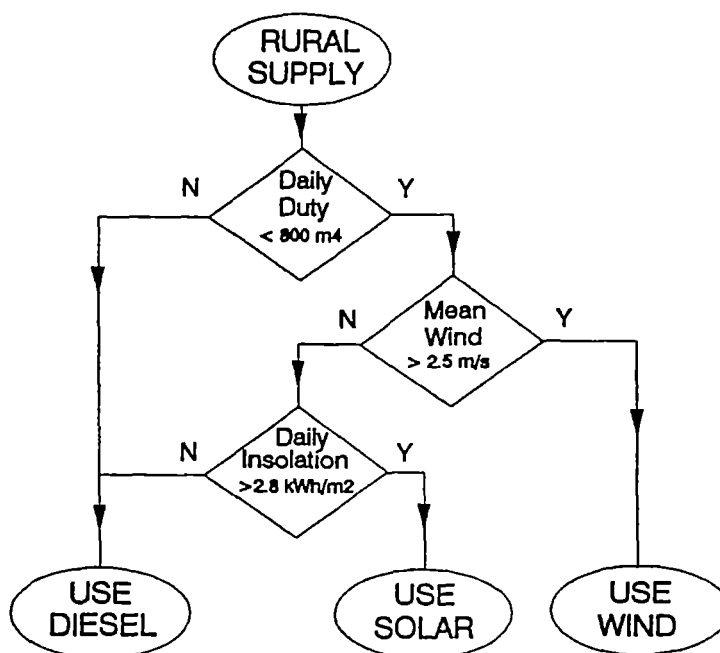 RURAL
SUPPLY
Daily
Duty
< 800 m4
N
Y
Mean
Wind
> 2.5 m/s
N
Y
Daily
Insolation
>2.8 kWh/m2
N
Y
USE
DIESEL
USE
SOLAR
USE
WIND